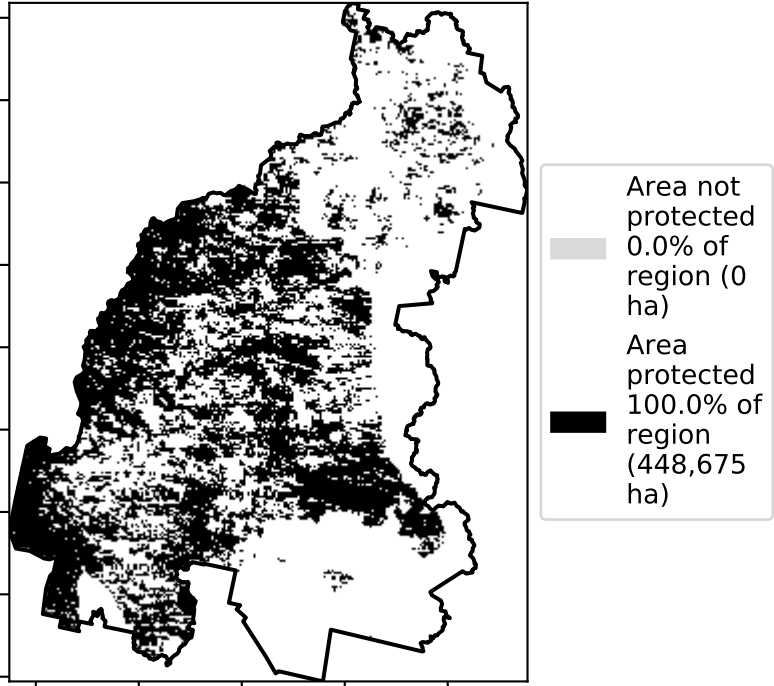 Area not
protected
0.0% of
region (0
ha)
Area
protected
100.0% of
region
(448,675
ha)